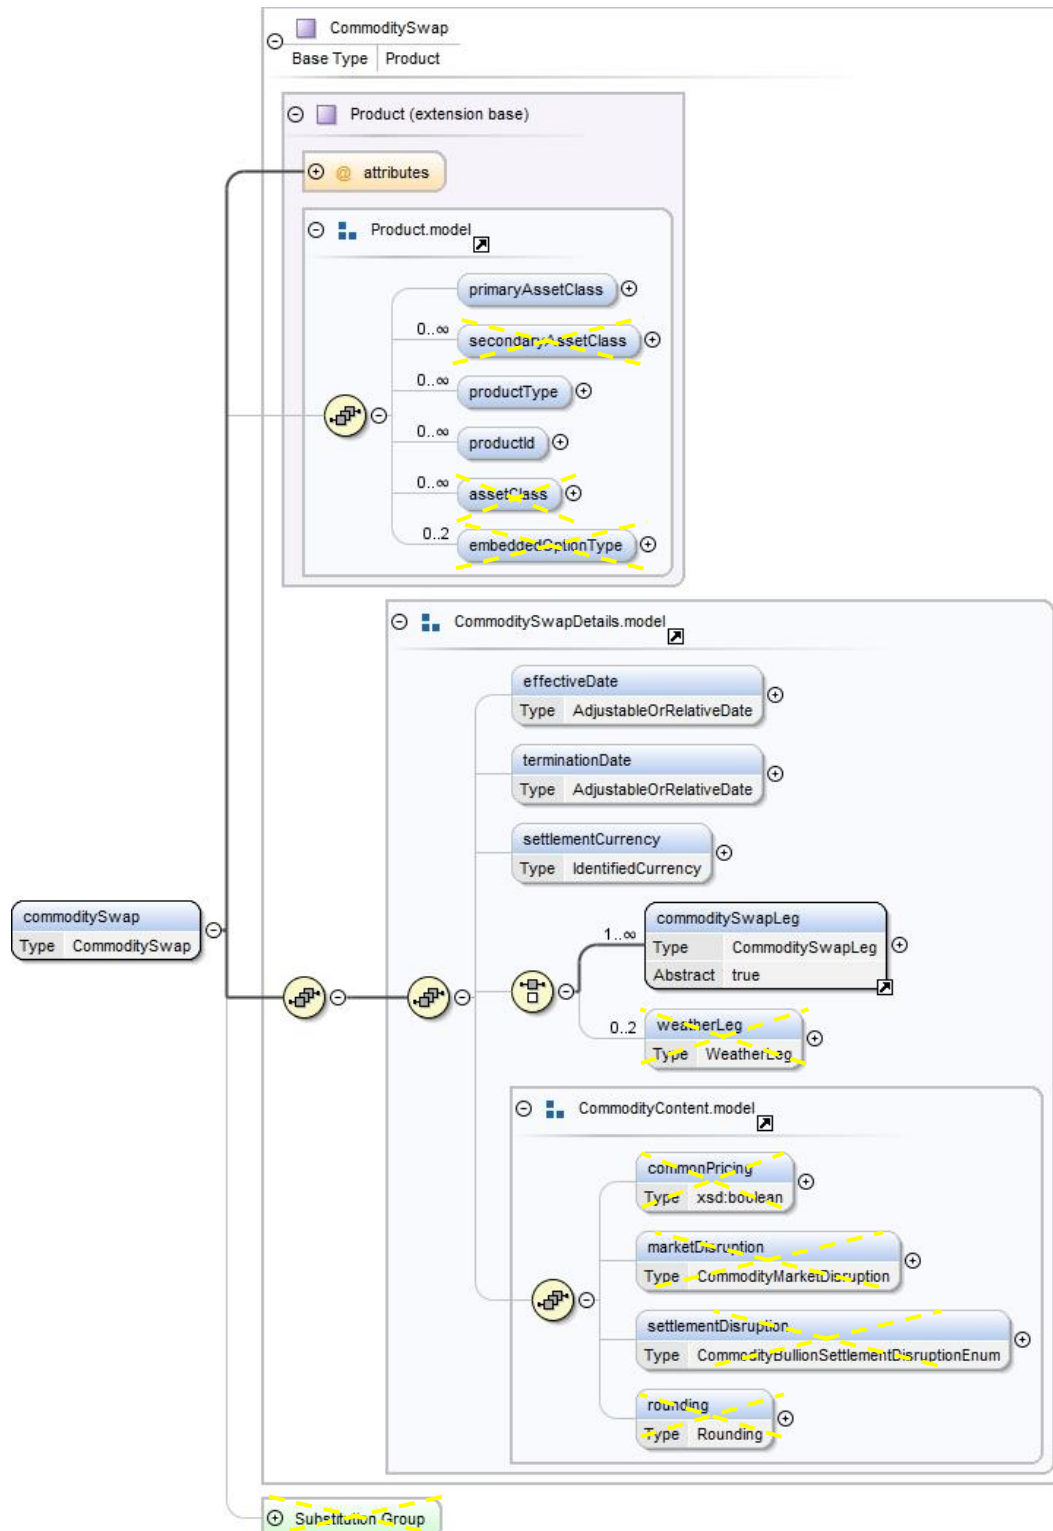 CommoditySwap
Base Type Product
Product (extension base)
@ attributes
Product.model
primaryAssetClass
0..∞
secondaryAssetClass
0..∞
productType
0..∞
productId
0..∞
assetClass
0..2
embeddedOptionType
CommoditySwapDetails.model
effectiveDate
Type AdjustableOrRelativeDate
terminationDate
Type AdjustableOrRelativeDate
settlementCurrency
Type IdentifiedCurrency
commoditySwap
Type CommoditySwap
1..∞
commoditySwapLeg
Type CommoditySwapLeg
Abstract true
0..2
weatherLeg
Type WeatherLeg
CommodityContent.model
commonPricing
Type xsd:boolean
marketDisruption
Type CommodityMarketDisruption
settlementDisruption
Type CommodityBullionSettlementDisruptionEnum
rounding
Type Rounding
Substitution Group